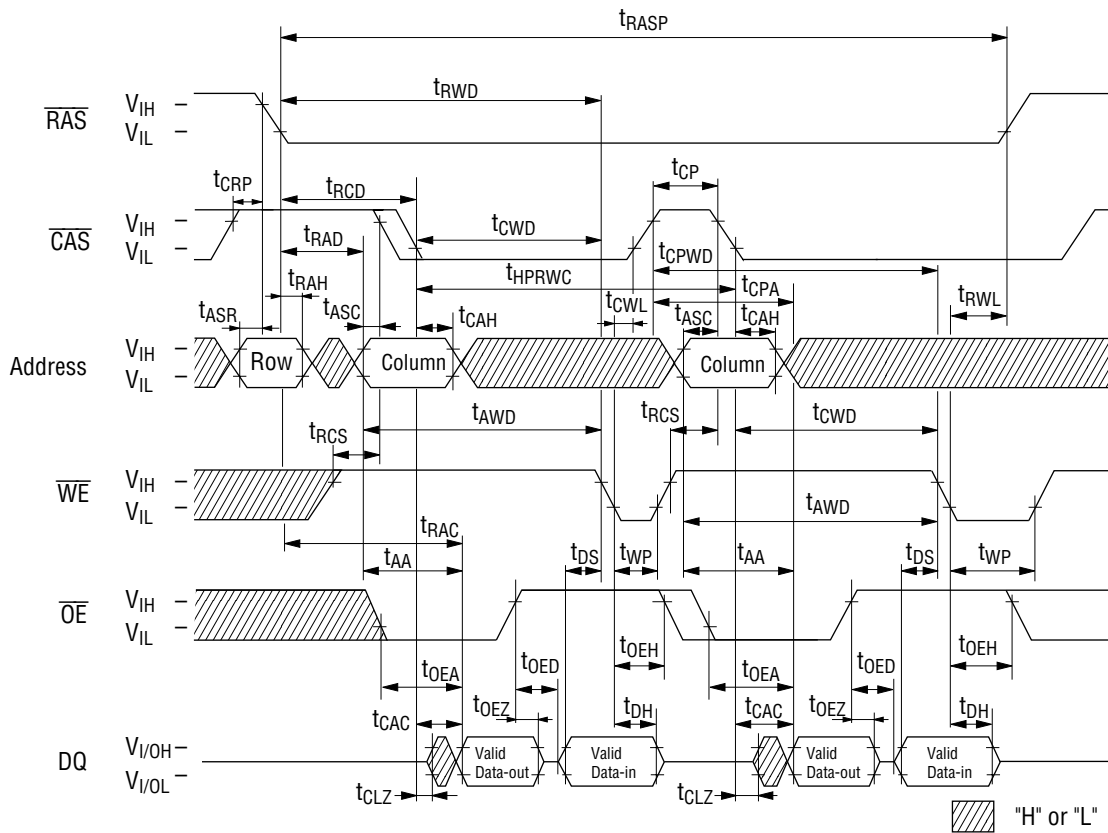 tRASP
tRWD
RAS
VIH
VIL
tCRP
tRCD
tCP
CAS
VIH
VIL
tRAD
tCWD
tCPWD
tHPRWC
tCPA
tASR
tRAH
tASC
tCAH
tCWL
tASC
tCAH
tRWL
Address
VIH
VIL
Row
Column
Column
tRCS
tAWD
tRCS
tCWD
WE
VIH
VIL
tRAC
tAWD
tAA
tDS
tWP
tAA
tDS
tWP
OE
VIH
VIL
tOEA
tOED
tOEH
tOEA
tOED
tOEH
tCAC
tOEZ
tDH
tCAC
tOEZ
tDH
DQ
VI/OH
VI/OL
Valid
Data-out
Valid
Data-in
Valid
Data-out
Valid
Data-in
tCLZ
tCLZ
"H" or "L"